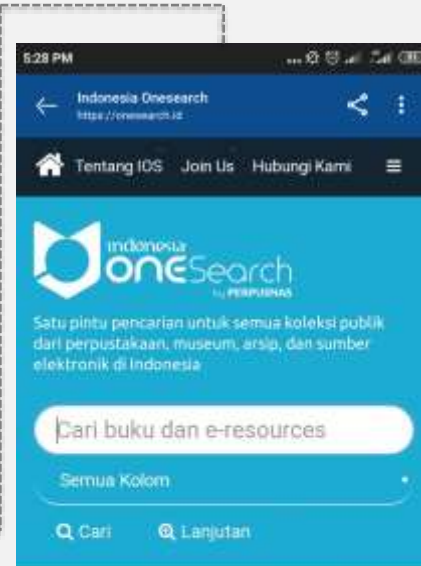 5:28 PM
Indonesia Onesearch
https://onesearch.id
Tentang IOS Join Us Hubungi Kami
indonesia
oneSearch
by PERPUSNAS
Satu pintu pencarian untuk semua koleksi publik
dari perpustakaan, museum, arsip, dan sumber
elektronik di Indonesia
Cari buku dan e-resources
Semua Kolom
Cari Lanjutan